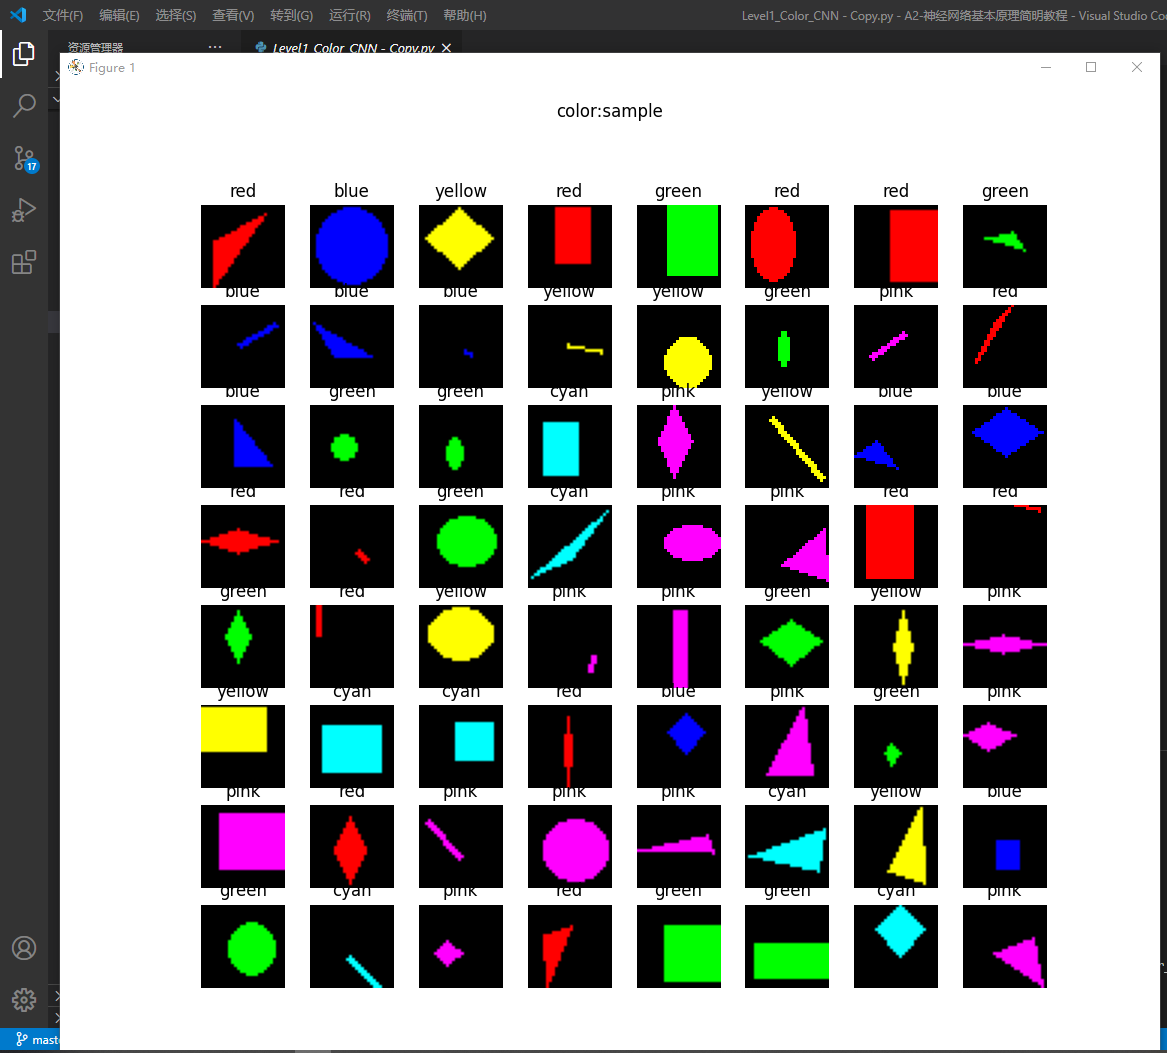 文件(F) 编辑(E) 选择(S) 查看(V) 转到(G) 运行(R) 终端(T) 帮助(H) Level1_Color_CNN - Copy.py - A2-神经网络基本原理简明教程 - Visual Studio
资源管理器 ... Level1_Color_CNN - Copy.py
Figure 1
color:sample
red blue yellow red green red red green
blue blue blue yellow yellow green pink red
blue green green cyan pink yellow blue blue
red red green cyan pink pink red red
green red yellow pink pink green yellow pink
yellow cyan cyan red blue pink green pink
pink red pink pink pink cyan yellow blue
green cyan pink red green green cyan pink
17